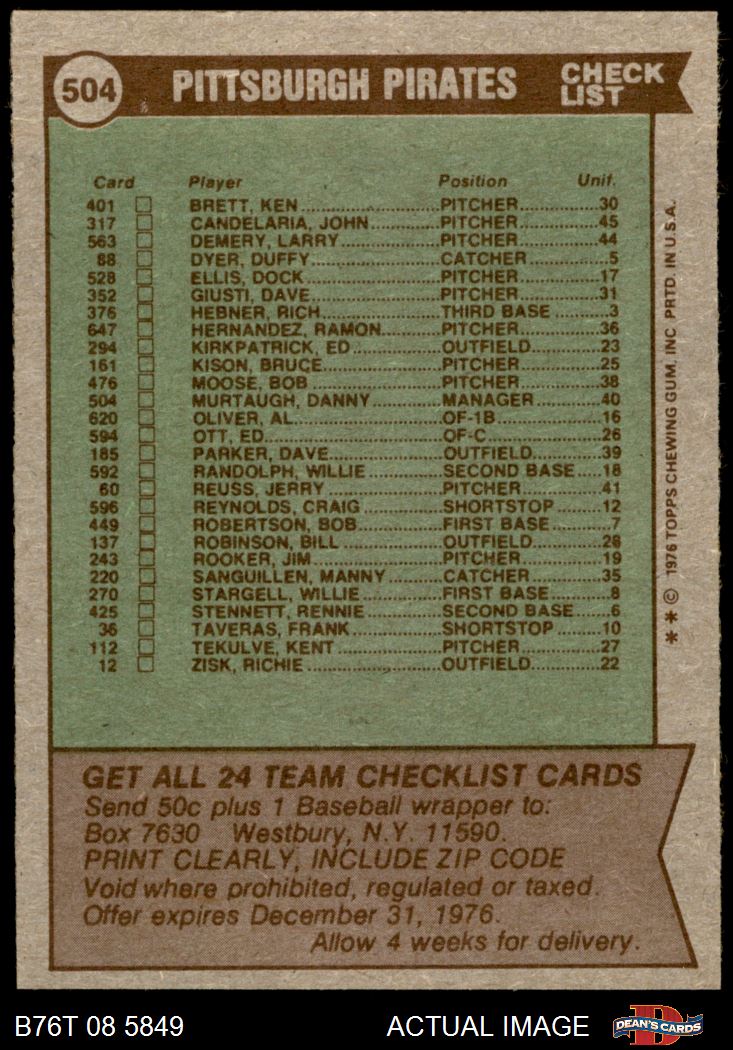 504 PITTSBURGH PIRATES CHECK LIST
Card Player Position Unif.
401 BRETT, KEN PITCHER 30
317 CANDELARIA, JOHN PITCHER 45
563 DEMERY, LARRY PITCHER 44
88 DYER, DUFFY CATCHER 5
528 ELLIS, DOCK PITCHER 17
352 GIUSTI, DAVE PITCHER 31
376 HEBNER, RICH THIRD BASE 3
647 HERNANDEZ, RAMON PITCHER 36
294 KIRKPATRICK, ED OUTFIELD 23
161 KISON, BRUCE PITCHER 25
476 MOOSE, BOB PITCHER 38
504 MURTAUGH, DANNY MANAGER 40
620 OLIVER, AL OF-1B 16
594 OTT, ED OF-C 26
185 PARKER, DAVE OUTFIELD 39
592 RANDOLPH, WILLIE SECOND BASE 18
60 REUSS, JERRY PITCHER 41
596 REYNOLDS, CRAIG SHORTSTOP 12
449 ROBERTSON, BOB FIRST BASE 7
137 ROBINSON, BILL OUTFIELD 28
243 ROOKER, JIM PITCHER 19
220 SANGUILLEN, MANNY CATCHER 35
270 STARGELL, WILLIE FIRST BASE 8
425 STENNETT, RENNIE SECOND BASE 6
36 TAVERAS, FRANK SHORTSTOP 10
112 TEKULVE, KENT PITCHER 27
12 ZISK, RICHIE OUTFIELD 22
* * © 1976 TOPPS CHEWING GUM, INC PRTD. IN U.S.A.
GET ALL 24 TEAM CHECKLIST CARDS
Send 50c plus 1 Baseball wrapper to:
Box 7630 Westbury, N.Y. 11590.
PRINT CLEARLY, INCLUDE ZIP CODE
Void where prohibited, regulated or taxed.
Offer expires December 31, 1976.
Allow 4 weeks for delivery.
B76T 08 5849 ACTUAL IMAGE D DEAN'S CARDS